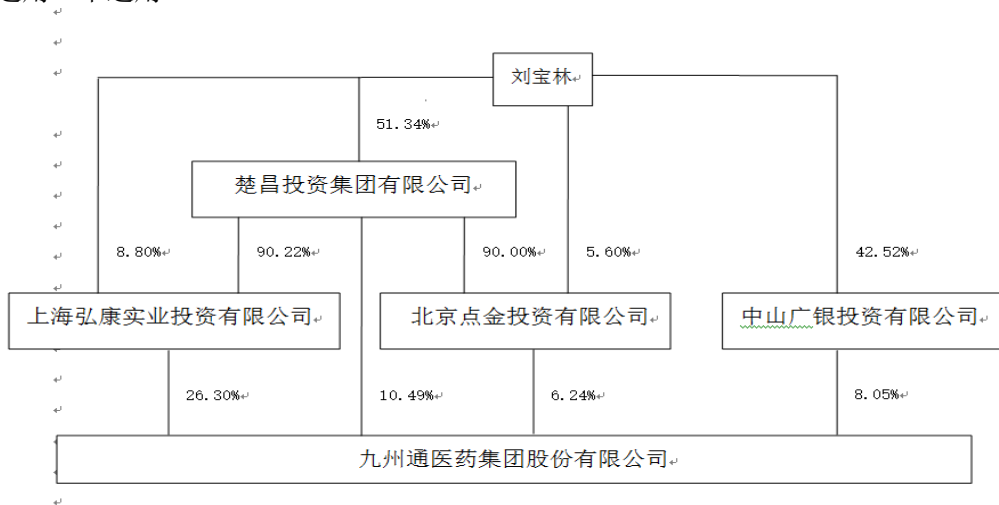 刘宝林
51.34%
楚昌投资集团有限公司
8.80%
90.22%
90.00%
5.60%
42.52%
上海弘康实业投资有限公司
北京点金投资有限公司
中山广银投资有限公司
26.30%
10.49%
6.24%
8.05%
九州通医药集团股份有限公司